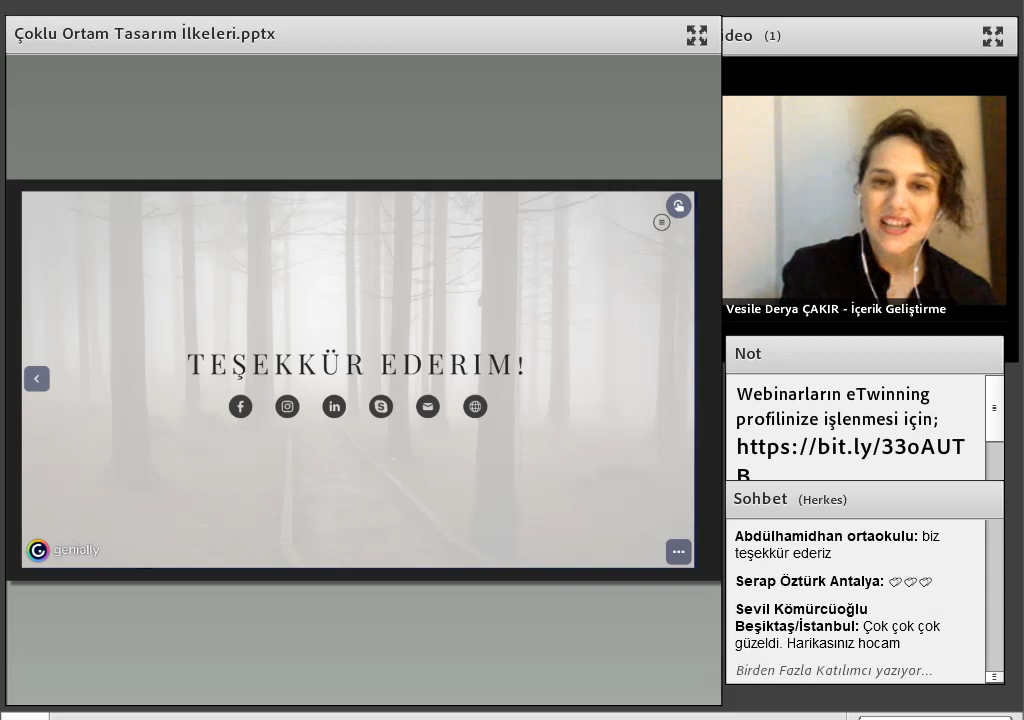 Çoklu Ortam Tasarım İlkeleri.pptx
ideo (1)
TEŞEKKÜR EDERIM!
genially
Vesile Derya ÇAKIR - İçerik Geliştirme
Not
Webinarların eTwinning
profilinize işlenmesi için;
https://bit.ly/33oAUT
B
Sohbet (Herkes)
Abdülhamidhan ortaokulu: biz
teşekkür ederiz
Serap Öztürk Antalya:
Sevil Kömürcüoğlu
Beşiktaş/İstanbul: Çok çok çok
güzeldi. Harikasınız hocam
Birden Fazla Katılımcı yazıyor...